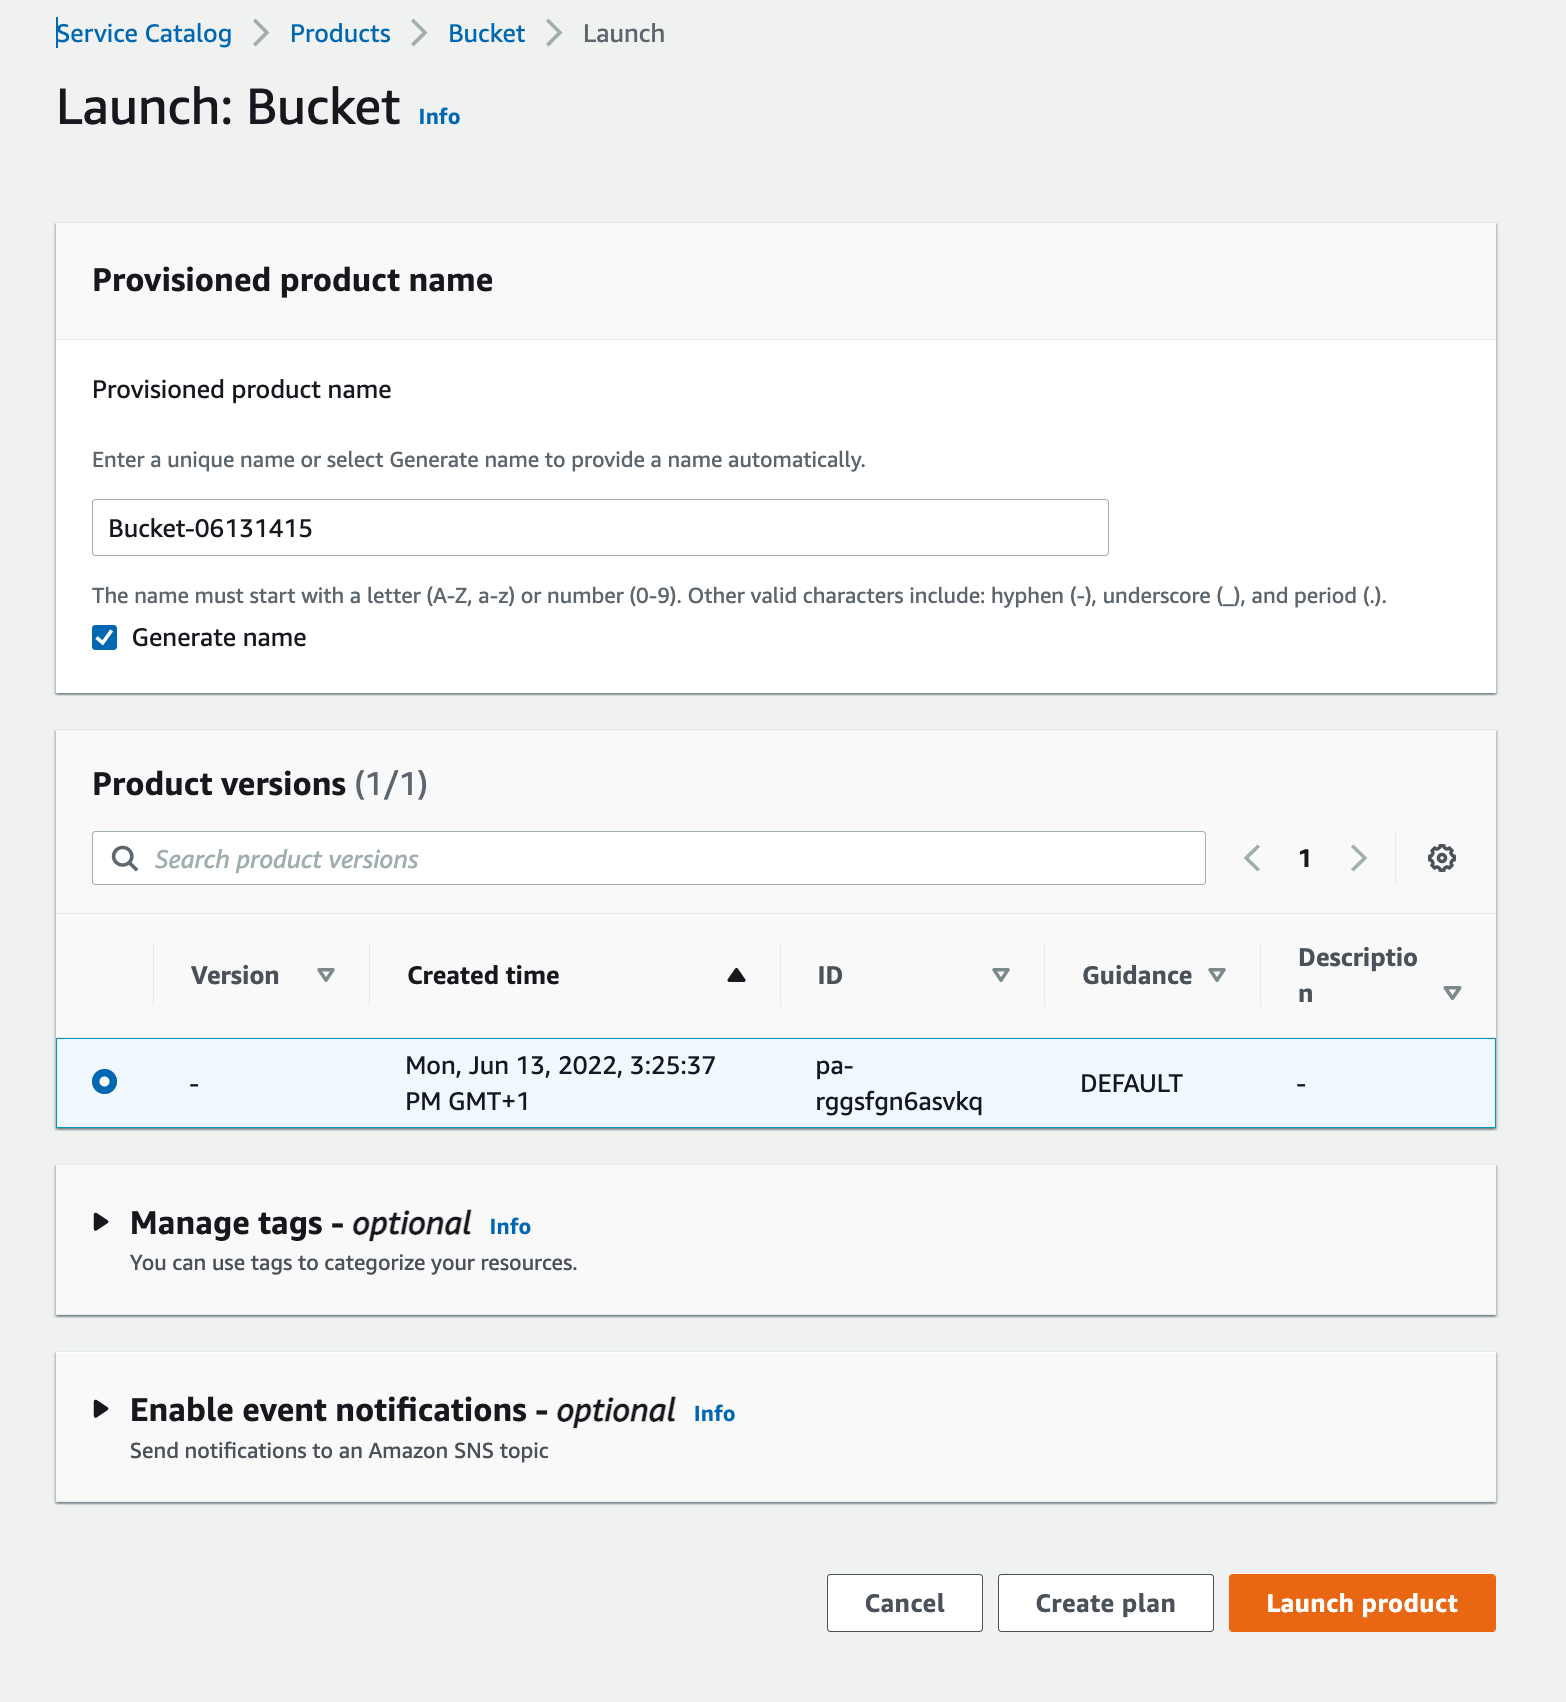 Service Catalog > Products > Bucket > Launch
Launch: Bucket Info
Provisioned product name
Provisioned product name
Enter a unique name or select Generate name to provide a name automatically.
Bucket-06131415
The name must start with a letter (A-Z, a-z) or number (0-9). Other valid characters include: hyphen (-), underscore (_), and period (.).
Generate name
Product versions (1/1)
Search product versions
1
Version
Created time
ID
Guidance
Descriptio
n
-
Mon, Jun 13, 2022, 3:25:37
PM GMT+1
pa-
rggsfgn6asvkq
DEFAULT
-
Manage tags - optional Info
You can use tags to categorize your resources.
Enable event notifications - optional Info
Send notifications to an Amazon SNS topic
Cancel
Create plan
Launch product